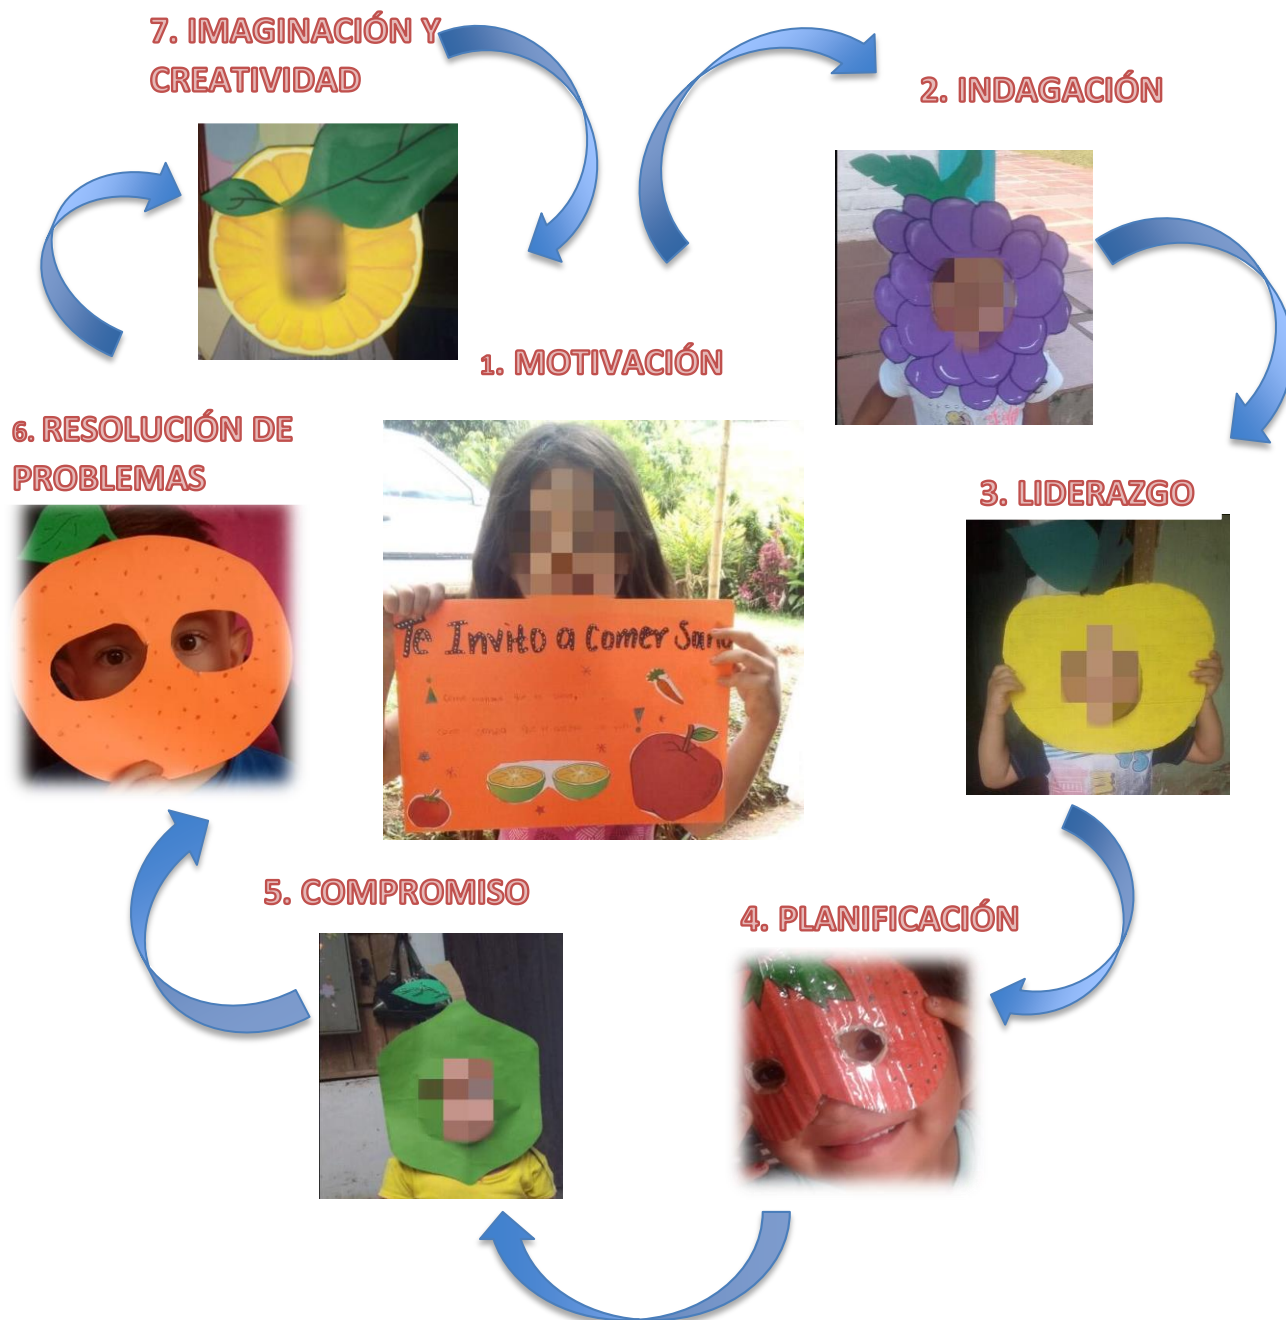 7. IMAGINACIÓN Y
CREATIVIDAD
2. INDAGACIÓN
1. MOTIVACIÓN
6. RESOLUCIÓN DE
PROBLEMAS
3. LIDERAZGO
Te Invito a Comer Sano
5. COMPROMISO
4. PLANIFICACIÓN